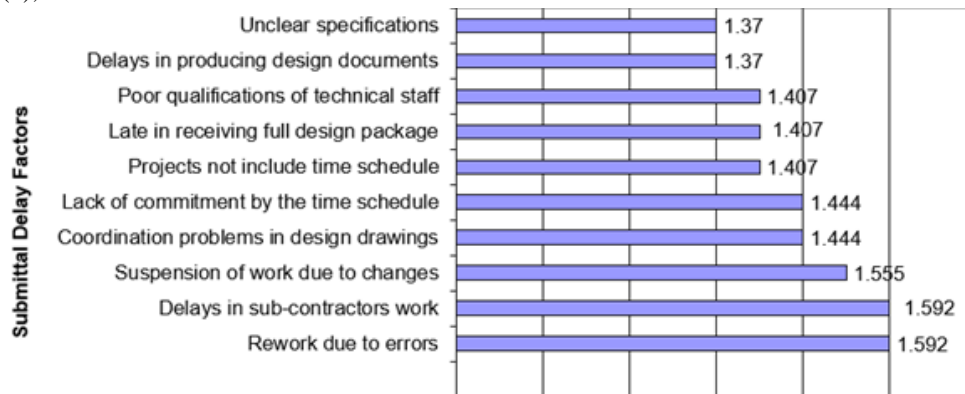 Submittal Delay Factors
Unclear specifications 1.37
Delays in producing design documents 1.37
Poor qualifications of technical staff 1.407
Late in receiving full design package 1.407
Projects not include time schedule 1.407
Lack of commitment by the time schedule 1.444
Coordination problems in design drawings 1.444
Suspension of work due to changes 1.555
Delays in sub-contractors work 1.592
Rework due to errors 1.592